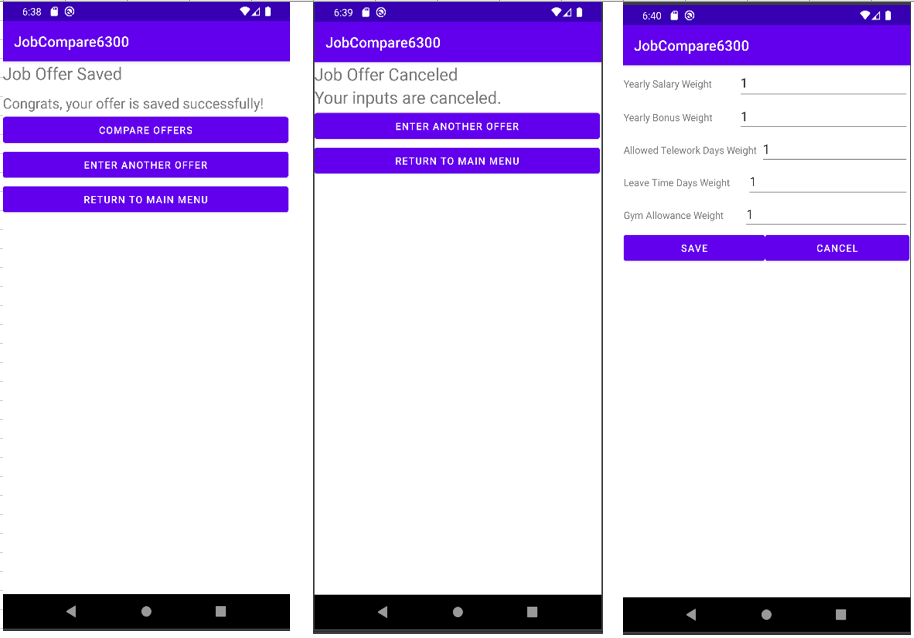 6:38
JobCompare6300
Job Offer Saved
Congrats, your offer is saved successfully!
COMPARE OFFERS
ENTER ANOTHER OFFER
RETURN TO MAIN MENU
6:39
JobCompare6300
Job Offer Canceled
Your inputs are canceled.
ENTER ANOTHER OFFER
RETURN TO MAIN MENU
6:40
JobCompare6300
Yearly Salary Weight 1
Yearly Bonus Weight 1
Allowed Telework Days Weight 1
Leave Time Days Weight 1
Gym Allowance Weight 1
SAVE CANCEL